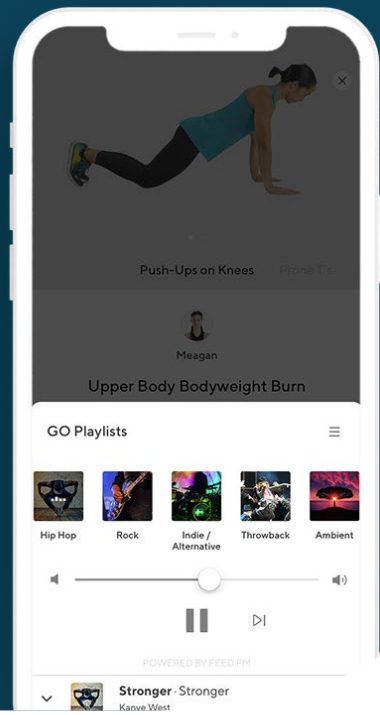 Push-Ups on Knees Prone T's
Meagan
Upper Body Bodyweight Burn
GO Playlists
Hip Hop Rock Indie / Throwback Ambient
Alternative
POWERED BY FEED.FM
Stronger · Stronger
Kanye West